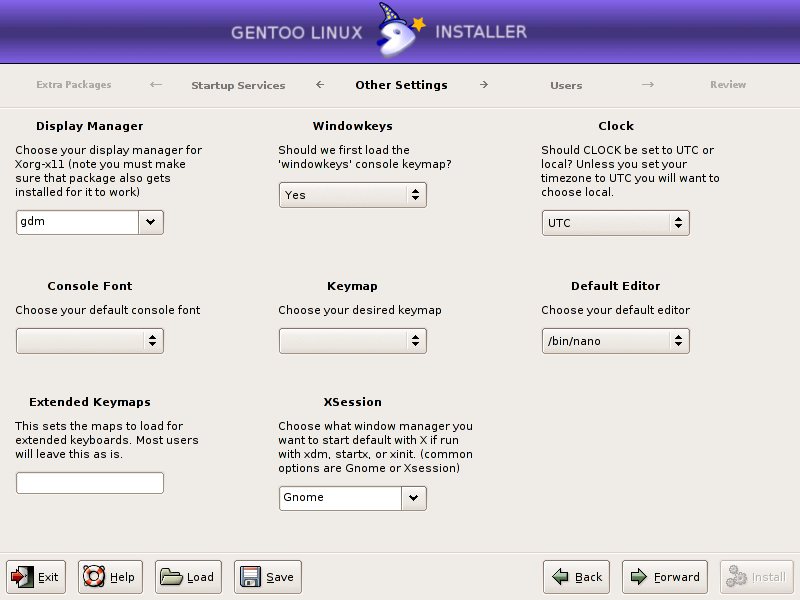 GENTOO LINUX INSTALLER
Extra Packages Startup Services Other Settings Users Review
Display Manager
Choose your display manager for
Xorg-x11 (note you must make
sure that package also gets
installed for it to work)
gdm
Windowkeys
Should we first load the
'windowkeys' console keymap?
Yes
Clock
Should CLOCK be set to UTC or
local? Unless you set your
timezone to UTC you will want to
choose local.
UTC
Console Font
Choose your default console font
Keymap
Choose your desired keymap
Default Editor
Choose your default editor
/bin/nano
Extended Keymaps
This sets the maps to load for
extended keyboards. Most users
will leave this as is.
XSession
Choose what window manager you
want to start default with X if run
with xdm, startx, or xinit. (common
options are Gnome or Xsession)
Gnome
Exit Help Load Save Back Forward Install